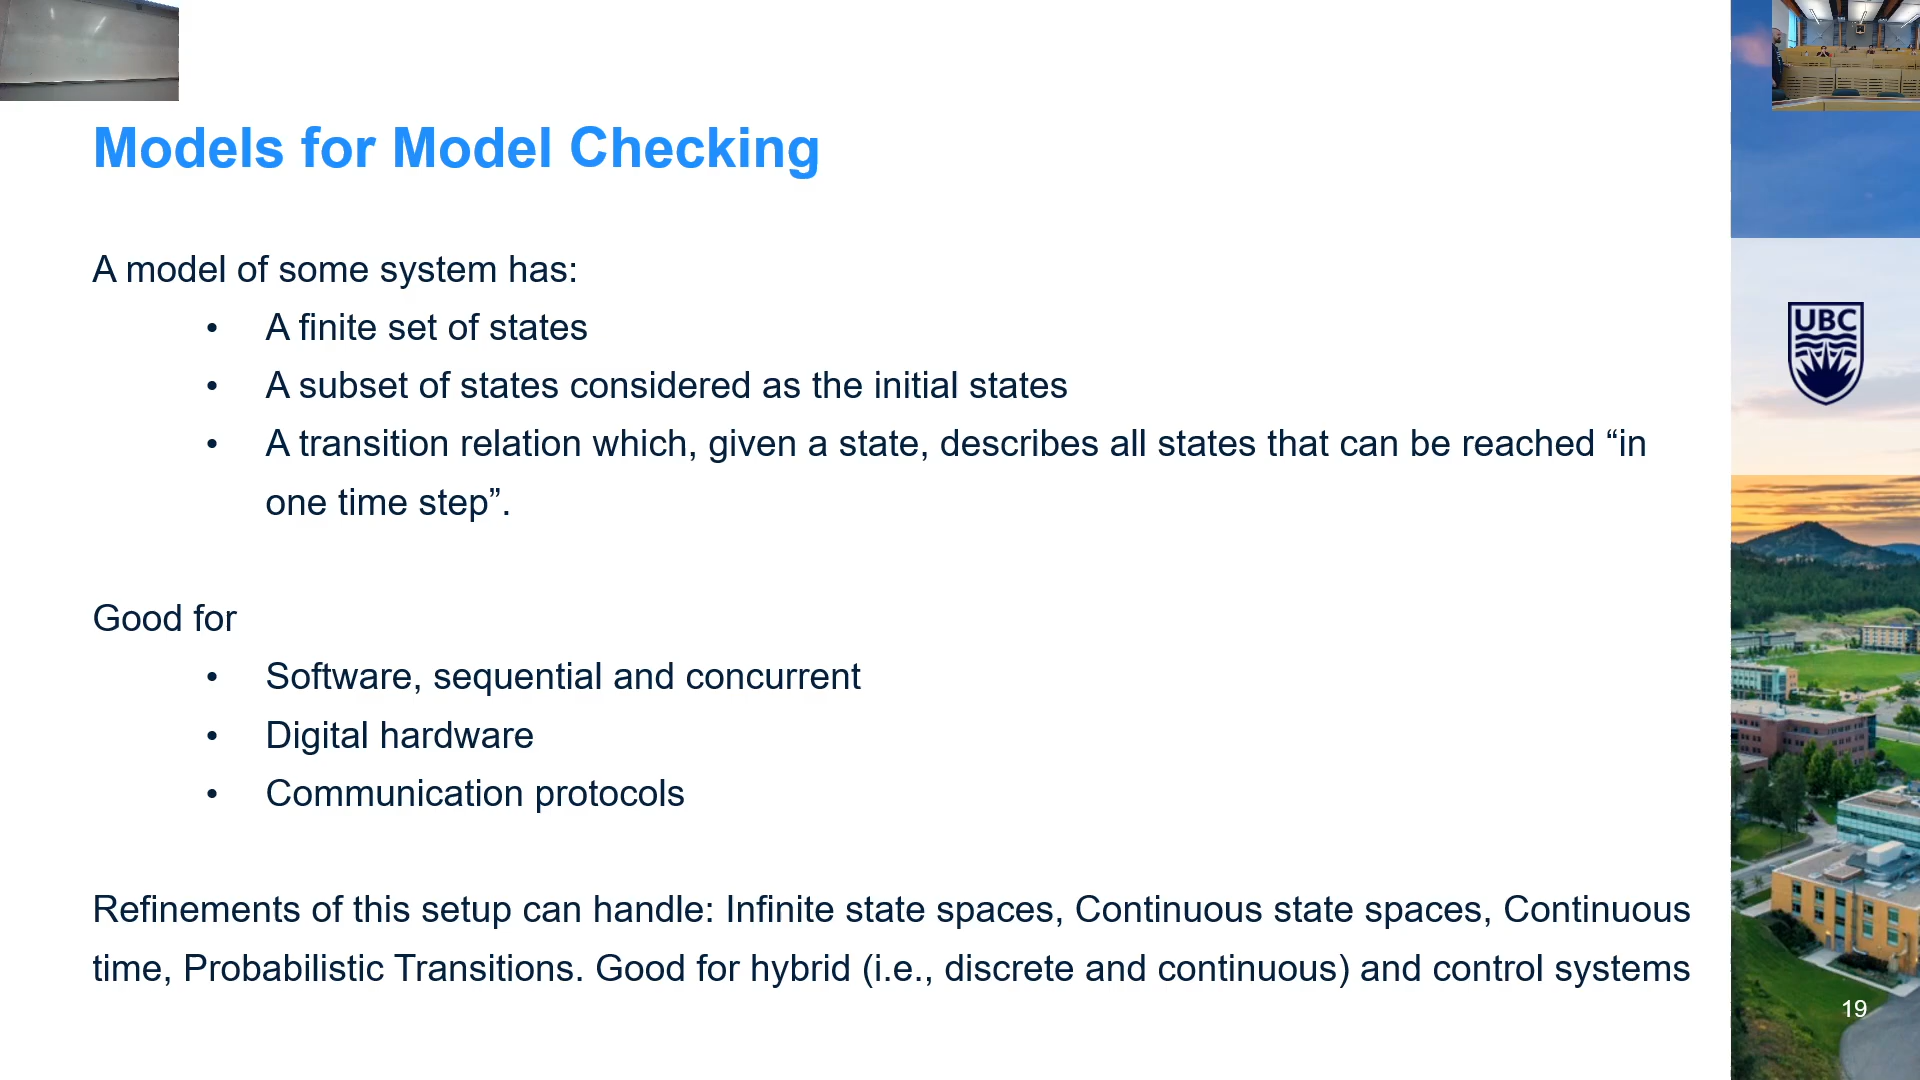 Models for Model Checking
A model of some system has:
• A finite set of states
• A subset of states considered as the initial states
• A transition relation which, given a state, describes all states that can be reached “in
one time step”.
Good for
• Software, sequential and concurrent
• Digital hardware
• Communication protocols
Refinements of this setup can handle: Infinite state spaces, Continuous state spaces, Continuous
time, Probabilistic Transitions. Good for hybrid (i.e., discrete and continuous) and control systems
UBC
19